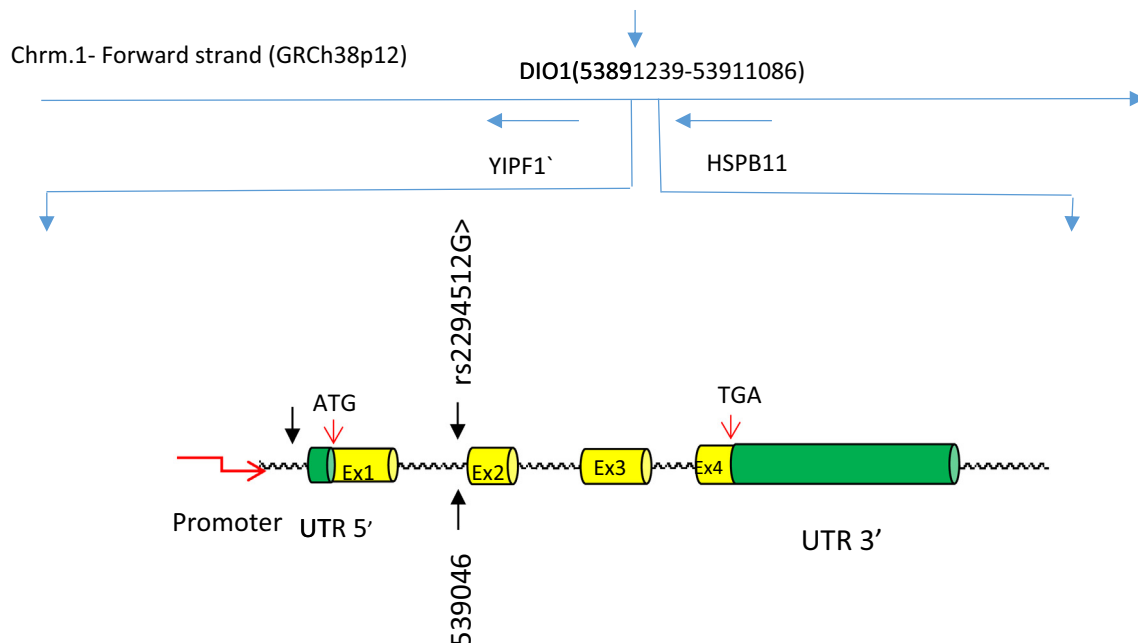 Chrm.1- Forward strand (GRCh38p12)
DIO1(53891239-53911086)
YIPF1`
HSPB11
rs2294512G>
ATG
TGA
Ex1
Ex2
Ex3
Ex4
Promoter
UTR 5’
UTR 3’
539046